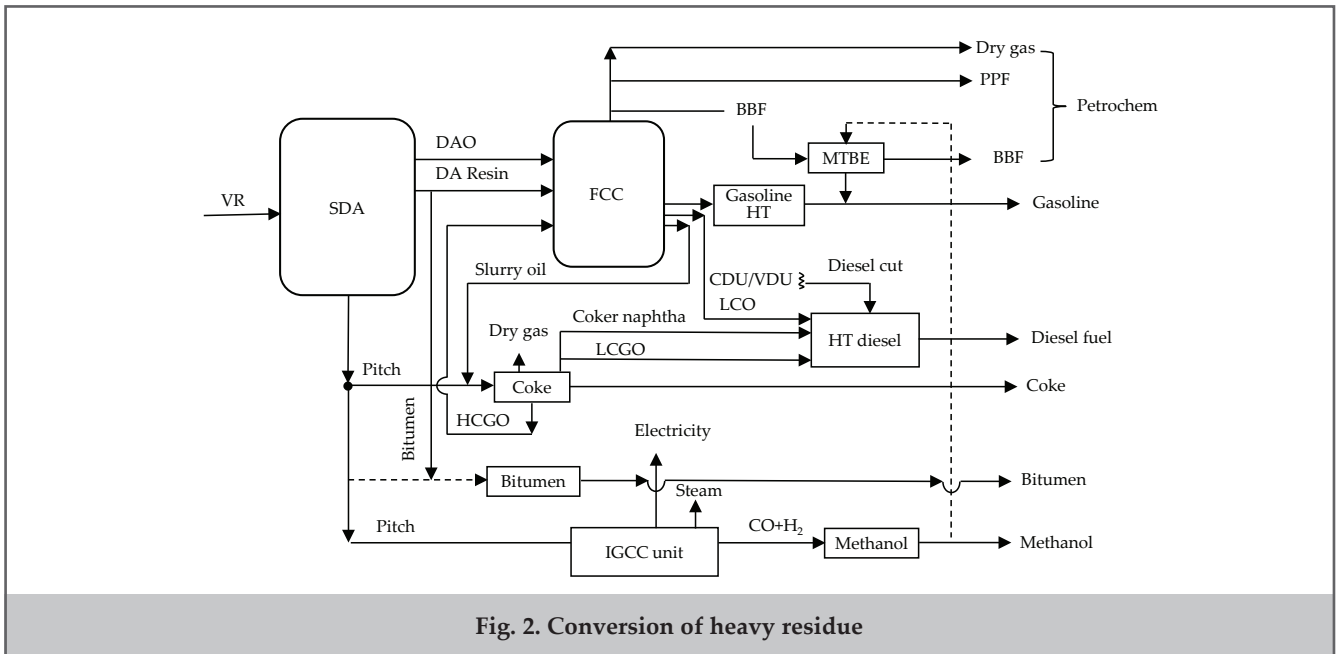 Dry gas
PPF
BBF
Petrochem
DAO
MTBE
BBF
DA Resin
FCC
Gasoline
HT
VR
SDA
Gasoline
Slurry oil
CDU/VDU
Diesel cut
LCO
Coker naphtha
Dry gas
HT diesel
Diesel fuel
LCGO
Pitch
Coke
Coke
HCGO
Bitumen
Electricity
Bitumen
Bitumen
Steam
Pitch
CO+H₂
IGCC unit
Methanol
Methanol
Fig. 2. Conversion of heavy residue